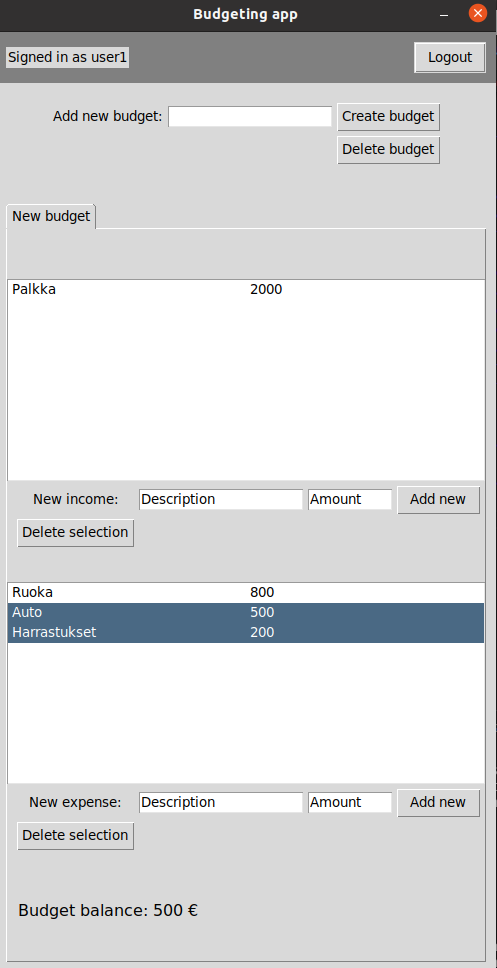 Budgeting app
Signed in as user1 Logout
Add new budget: Create budget
Delete budget
New budget
Palkka 2000
New income: Description Amount Add new
Delete selection
Ruoka 800
Auto 500
Harrastukset 200
New expense: Description Amount Add new
Delete selection
Budget balance: 500 €